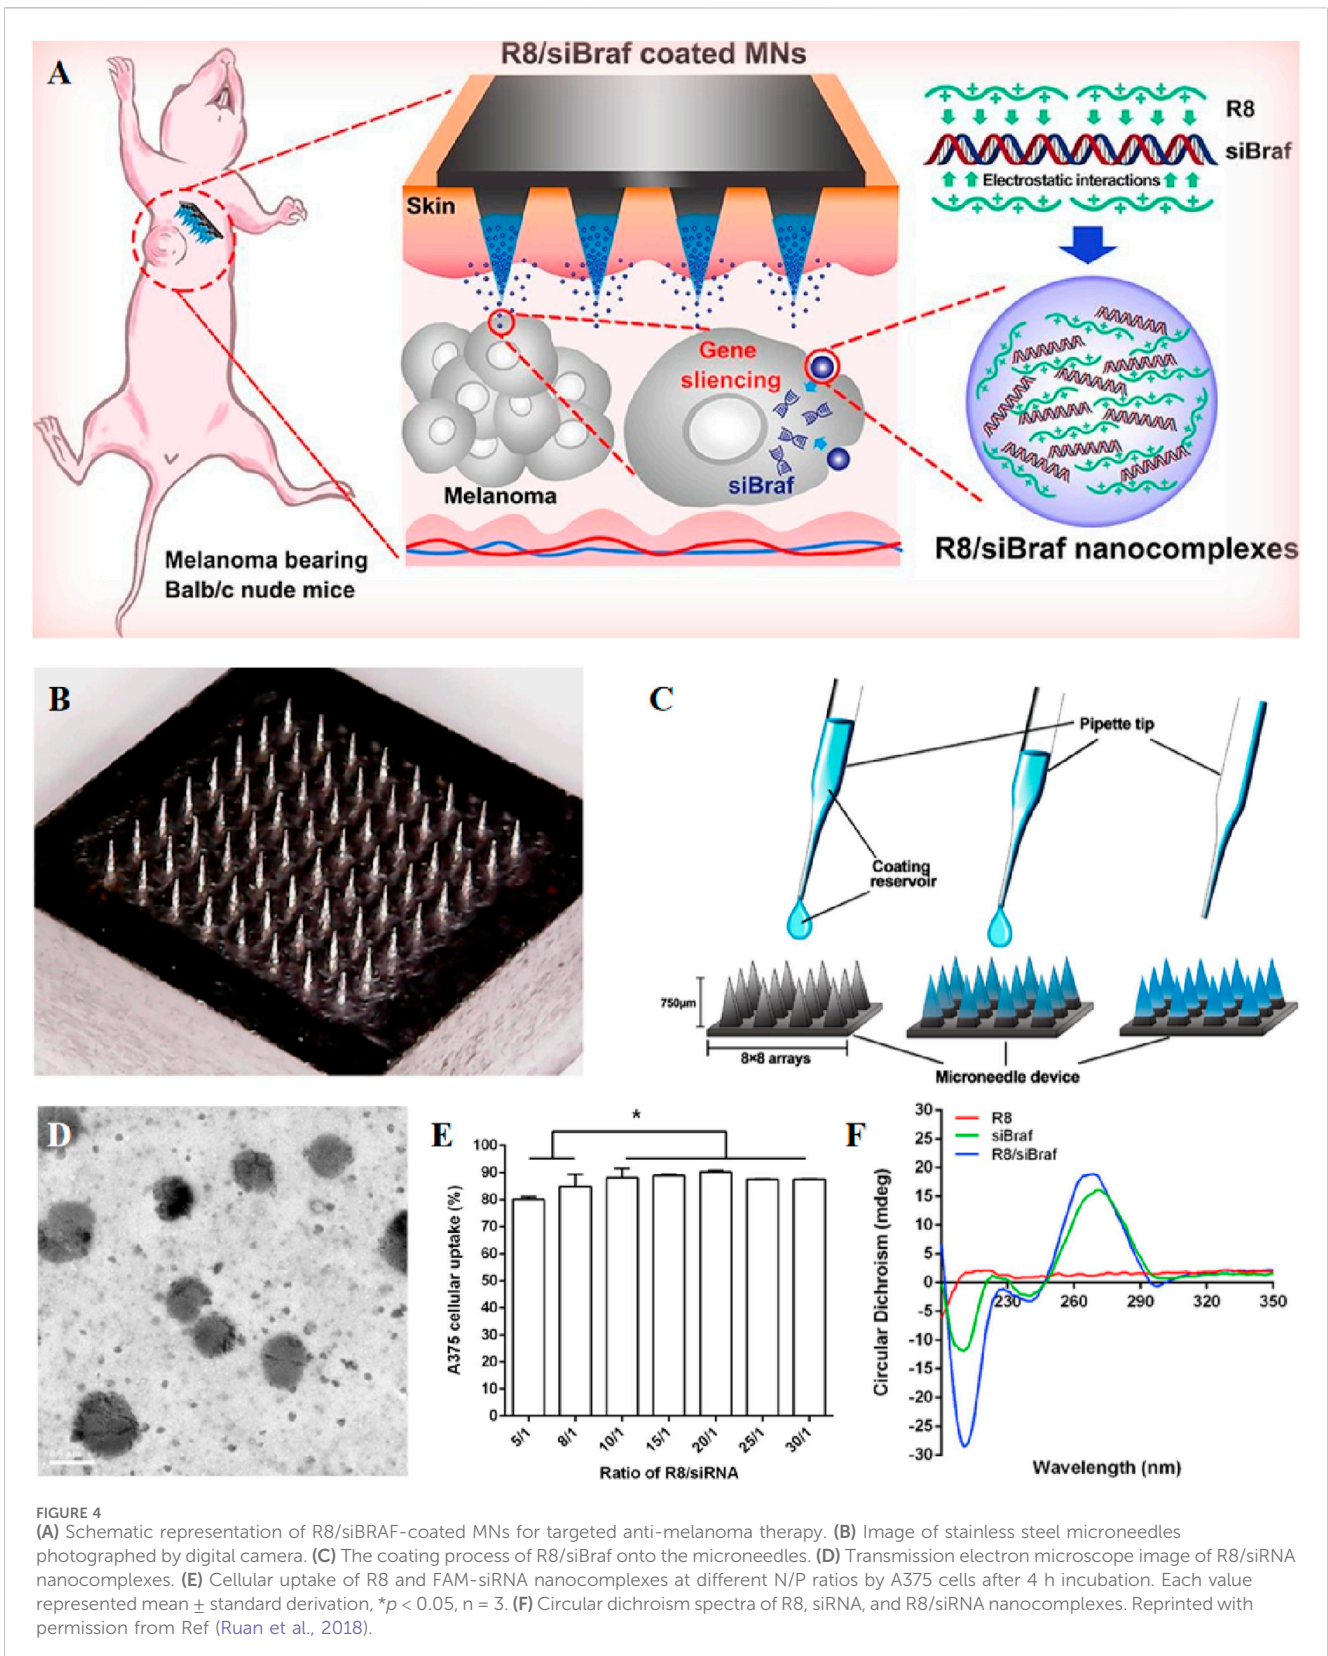 A
R8/siBraf coated MNs
R8
siBraf
Electrostatic interactions
Skin
Gene
sliencing
siBraf
Melanoma
R8/siBraf nanocomplexes
Melanoma bearing
Balb/c nude mice
B
C
Pipette tip
Coating
reservoir
750μm
8×8 arrays
Microneedle device
D
E
*
A375 cellular uptake (%)
100
90
80
70
60
50
40
30
20
10
0
5/1
8/1
10/1
15/1
20/1
25/1
30/1
Ratio of R8/siRNA
F
R8
siBraf
R8/siBraf
Circular Dichroism (mdeg)
30
25
20
15
10
5
0
-5
-10
-15
-20
-25
-30
230
260
290
320
350
Wavelength (nm)
FIGURE 4
(A) Schematic representation of R8/siBRAF-coated MNs for targeted anti-melanoma therapy. (B) Image of stainless steel microneedles
photographed by digital camera. (C) The coating process of R8/siBraf onto the microneedles. (D) Transmission electron microscope image of R8/siRNA
nanocomplexes. (E) Cellular uptake of R8 and FAM-siRNA nanocomplexes at different N/P ratios by A375 cells after 4 h incubation. Each value
represented mean ± standard derivation, *p < 0.05, n = 3. (F) Circular dichroism spectra of R8, siRNA, and R8/siRNA nanocomplexes. Reprinted with
permission from Ref (Ruan et al., 2018).